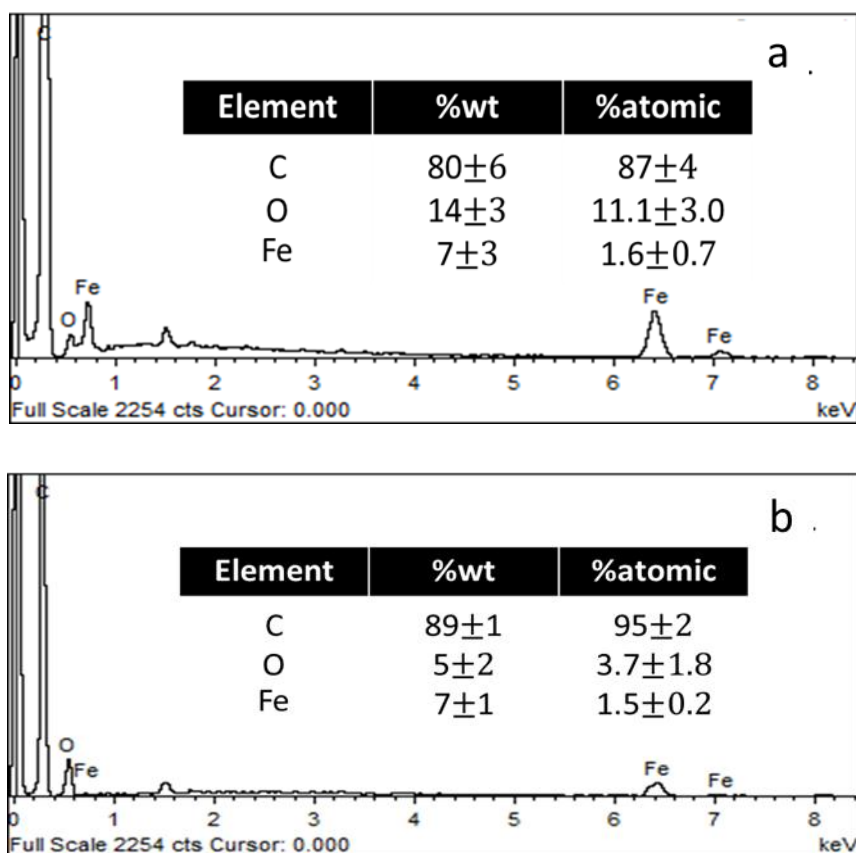 C
a .
Element %wt %atomic
C 80±6 87±4
O 14±3 11.1±3.0
Fe 7±3 1.6±0.7
Fe Fe
O Fe
0 1 2 3 4 5 6 7 8
Full Scale 2254 cts Cursor: 0.000 keV
C
b .
Element %wt %atomic
C 89±1 95±2
O 5±2 3.7±1.8
Fe 7±1 1.5±0.2
O
Fe Fe Fe
0 1 2 3 4 5 6 7 8
Full Scale 2254 cts Cursor: 0.000 keV